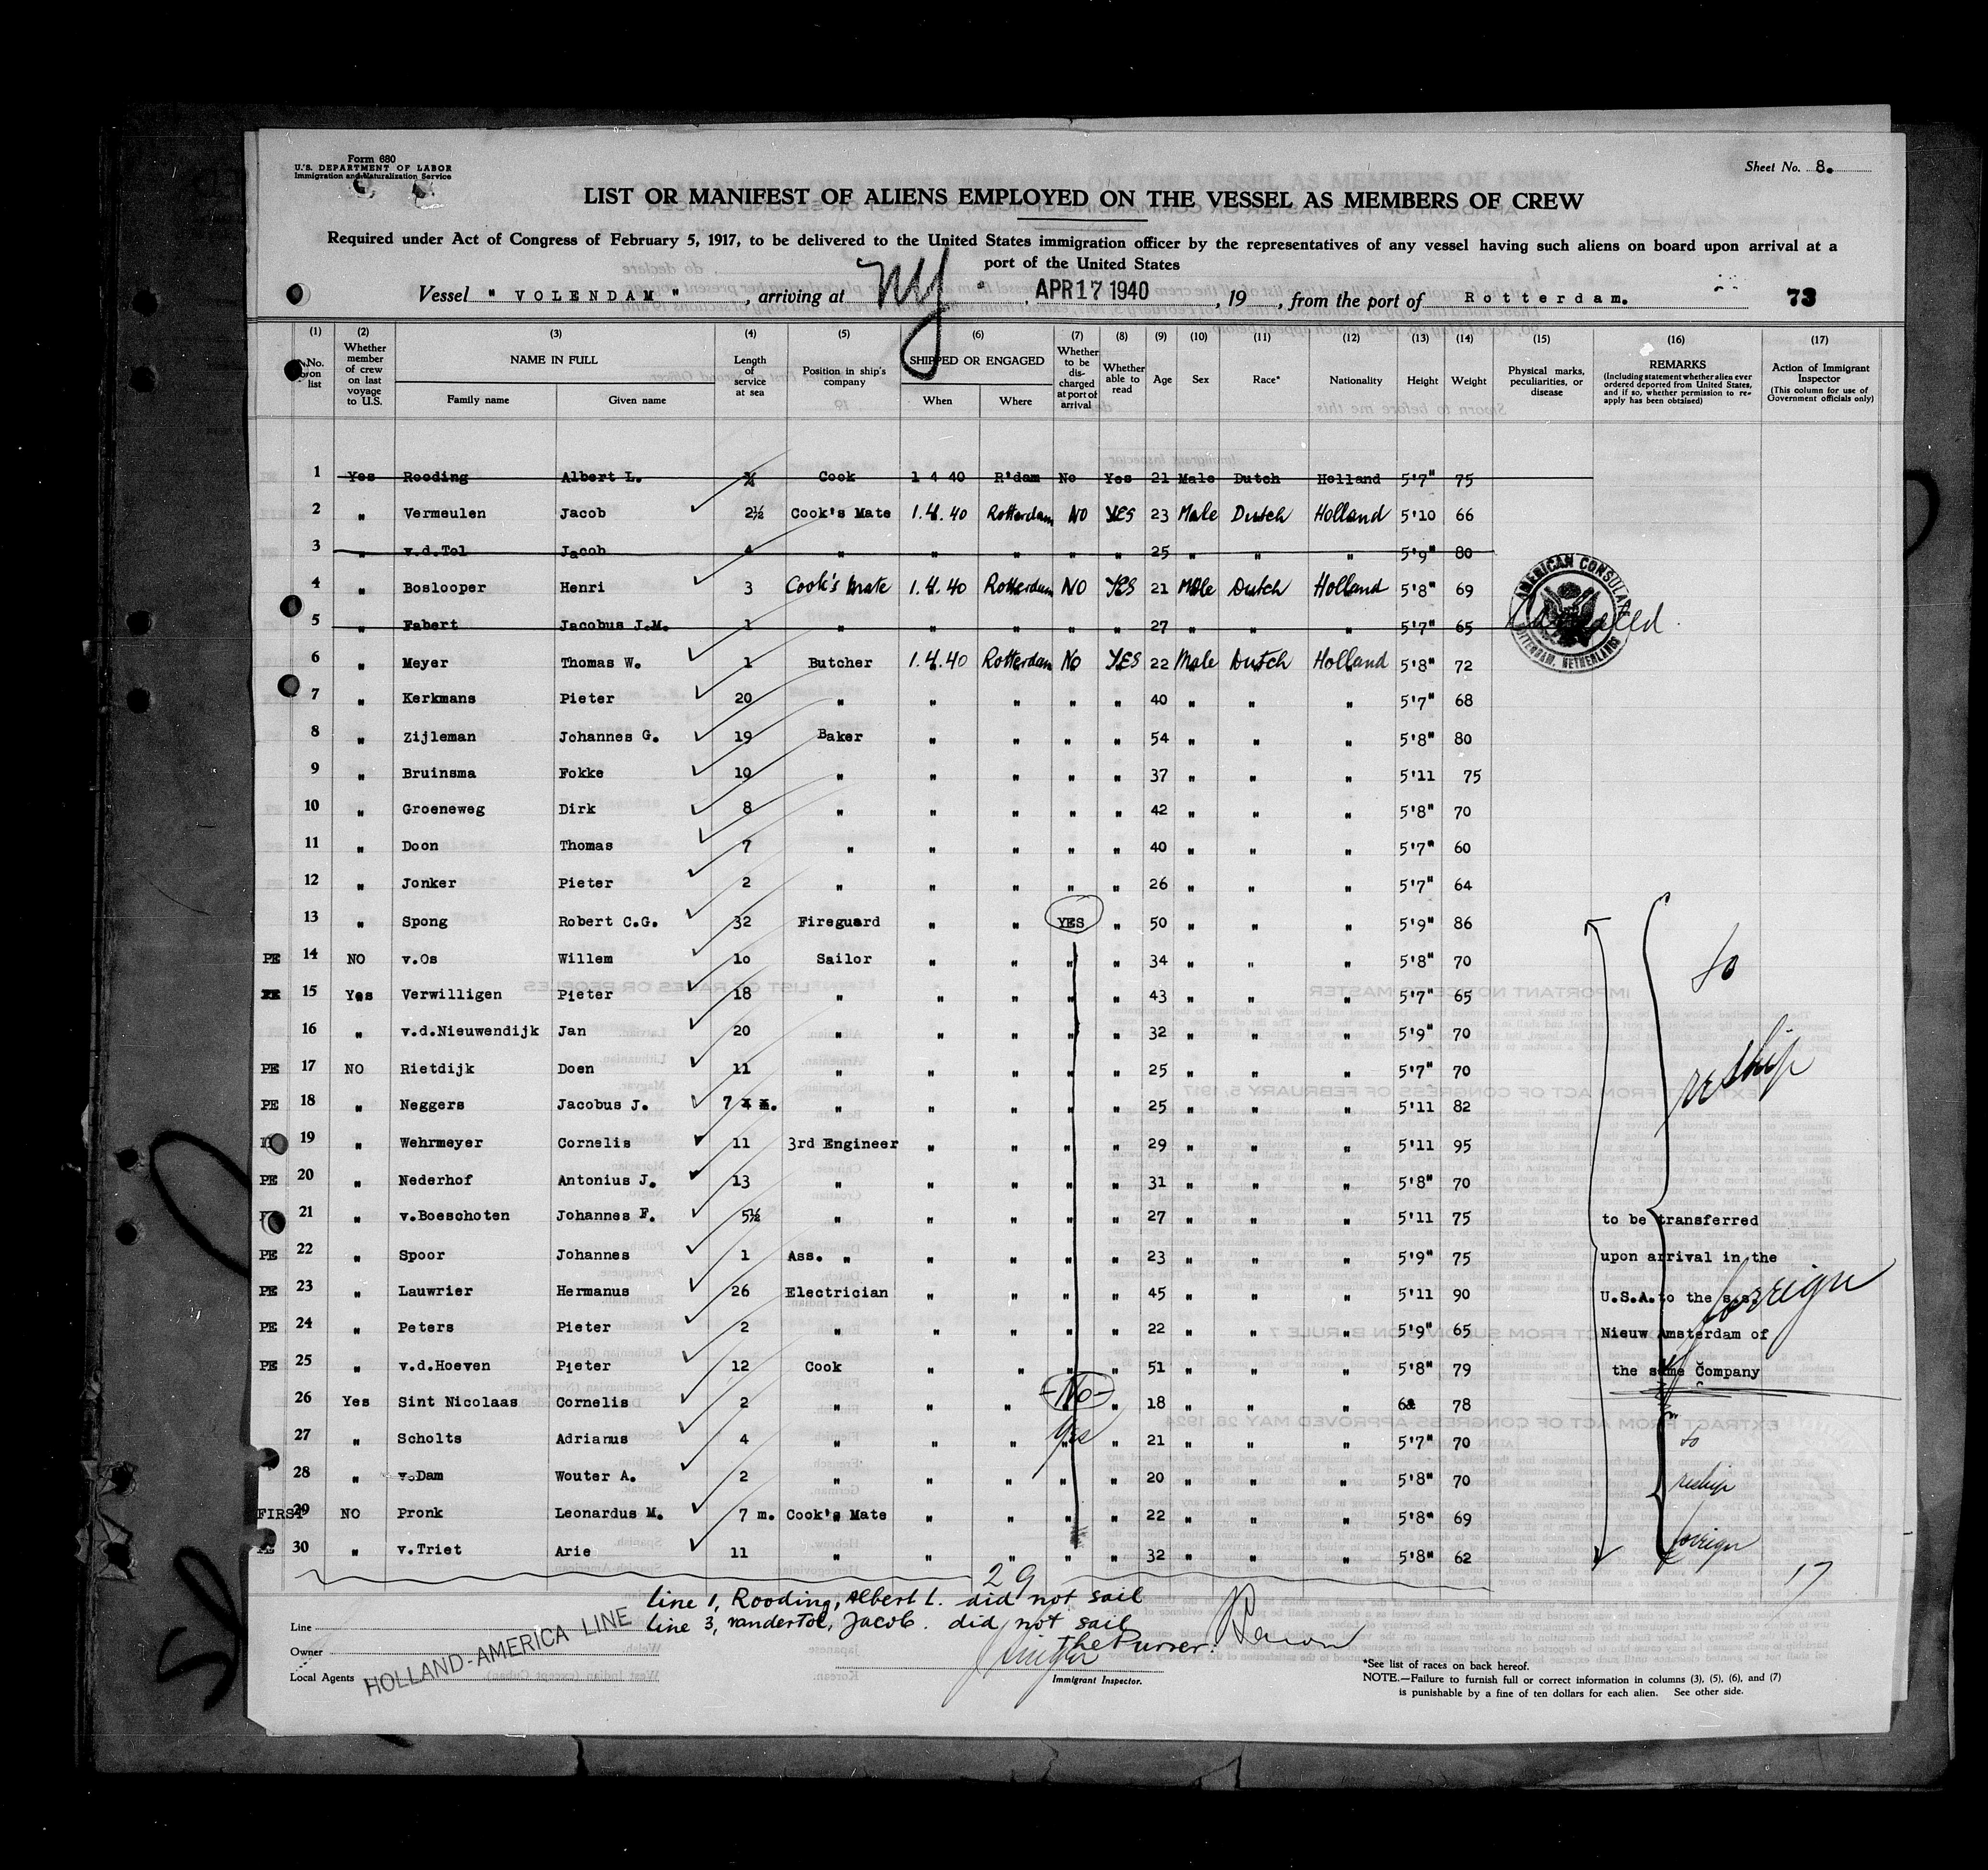 Form 680
U.S. DEPARTMENT OF LABOR
Immigration and Naturalization Service
Sheet No. 8.
LIST OR MANIFEST OF ALIENS EMPLOYED ON THE VESSEL AS MEMBERS OF CREW
Required under Act of Congress of February 5, 1917, to be delivered to the United States immigration officer by the representatives of any vessel having such aliens on board upon arrival at a
port of the United States
Vessel " VOLENDAM ", arriving at NY, APR 17 1940, 19, from the port of Rotterdam. 73
(1) (2) (3) (4) (5) (6) (7) (8) (9) (10) (11) (12) (13) (14) (15) (16) (17)
No. on list Whether member of crew on last voyage to U.S. NAME IN FULL Family name Given name Length of service at sea Position in ship's company SHIPPED OR ENGAGED When Where Whether to be discharged at port of arrival Whether able to read Age Sex Race* Nationality Height Weight Physical marks, peculiarities, or disease REMARKS (Including statement whether alien ever ordered deported from United States, and if so, whether permission to reapply has been obtained) Action of Immigrant Inspector (This column for use of Government officials only)
1 Yes Rooding Albert L. Cook 1 4 40 R'dam No Yes 21 Male Dutch Holland 5'7" 75
2 " Vermeulen Jacob 2½ Cook's Mate 1.4.40 Rotterdam NO YES 23 Male Dutch Holland 5'10 66
3 " v.d.Tol Jacob 4 " " " " " 25 " " " 5'9" 80
4 " Boslooper Henri 3 Cook's Mate 1.4.40 Rotterdam NO YES 21 Male Dutch Holland 5'8" 69
5 " Fabert Jacobus J.M. 1 " " " " " 27 " " " 5'7" 65
AMERICAN CONSULAR ROTTERDAM, NETHERLANDS
6 " Meyer Thomas W. 1 Butcher 1.4.40 Rotterdam No YES 22 Male Dutch Holland 5'8" 72
7 " Kerkmans Pieter 20 " " " " " 40 " " " 5'7" 68
8 " Zijleman Johannes G. 19 Baker " " " " 54 " " " 5'8" 80
9 " Bruinsma Fokke 10 " " " " " 37 " " " 5'11 75
10 " Groeneweg Dirk 8 " " " " " 42 " " " 5'8" 70
11 " Doon Thomas 7 " " " " " 40 " " " 5'7" 60
12 " Jonker Pieter 2 " " " " " 26 " " " 5'7" 64
13 " Spong Robert C.G. 32 Fireguard " " YES " 50 " " " 5'9" 86
PE 14 NO v.Os Willem 10 Sailor " " " " 34 " " " 5'8" 70 to
PE 15 Yes Verwilligen Pieter 18 " " " " " 43 " " " 5'7" 65
16 " v.d.Nieuwendijk Jan 20 " " " " " 32 " " " 5'9" 70
PE 17 NO Rietdijk Doen 11 " " " " " 25 " " " 5'7" 70 reship
PE 18 " Neggers Jacobus J. 7 m. " " " " " 25 " " " 5'11 82
19 " Wehrmeyer Cornelis 11 3rd Engineer " " " " 29 " " " 5'11 95
PE 20 " Nederhof Antonius J. 13 " " " " " 31 " " " 5'8" 70
21 " v.Boeschoten Johannes F. 5½ " " " " " 27 " " " 5'11 75 to be transferred
PE 22 " Spoor Johannes 1 Ass. " " " " " 23 " " " 5'9" 75 upon arrival in the
PE 23 " Lauwrier Hermanus 26 Electrician " " " " 45 " " " 5'11 90 U.S.A. to the s.s. foreign
PE 24 " Peters Pieter 2 " " " " " 22 " " " 5'9" 65 Nieuw Amsterdam of
PE 25 " v.d.Hoeven Pieter 12 Cook " " " " 51 " " " 5'8" 79 the same Company
26 Yes Sint Nicolaas Cornelis 2 " " " -No- " 18 " " " 6 78
27 " Scholts Adrianus 4 " " " Yes " 21 " " " 5'7" 70 to
28 " v.Dam Wouter A. 2 " " " " " 20 " " " 5'8" 70 reship
FIRST 29 NO Pronk Leonardus M. 7 m. Cook's Mate " " " " 22 " " " 5'8" 69
PE 30 " v.Triet Arie 11 " " " " " 32 " " " 5'8" 62 foreign
29 17
line 1, Rooding, Albert L. did not sail
line 3, vanderTol, Jacob. did not sail
The Purser.
Line
Owner
Local Agents
HOLLAND-AMERICA LINE
Immigrant Inspector.
*See list of races on back hereof.
NOTE.—Failure to furnish full or correct information in columns (3), (5), (6), and (7)
is punishable by a fine of ten dollars for each alien. See other side.